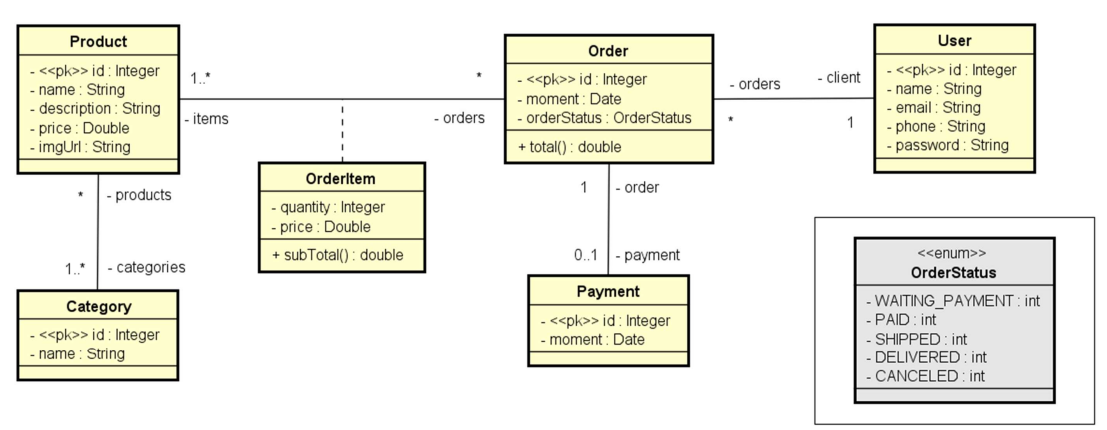 Product
- <<pk>> id : Integer
- name : String
- description : String
- price : Double
- imgUrl : String
1..*
- items
*
- orders
Order
- <<pk>> id : Integer
- moment : Date
- orderStatus : OrderStatus
+ total() : double
- orders
*
- client
1
User
- <<pk>> id : Integer
- name : String
- email : String
- phone : String
- password : String
OrderItem
- quantity : Integer
- price : Double
+ subTotal() : double
* - products
1..* - categories
Category
- <<pk>> id : Integer
- name : String
1 - order
0..1 - payment
Payment
- <<pk>> id : Integer
- moment : Date
<<enum>>
OrderStatus
- WAITING_PAYMENT : int
- PAID : int
- SHIPPED : int
- DELIVERED : int
- CANCELED : int